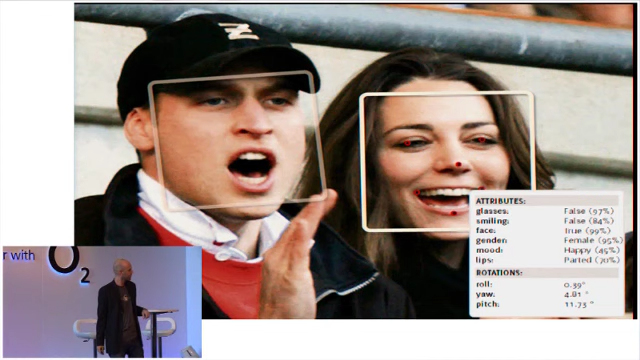 ATTRIBUTES:
glasses: False (97%)
smiling: False (84%)
face: True (99%)
gender: Female (95%)
mood: Happy (45%)
lips: Parted (70%)
ROTATIONS:
roll: 0.39°
yaw: 4.81 °
pitch: 11.73 °
r with
O2